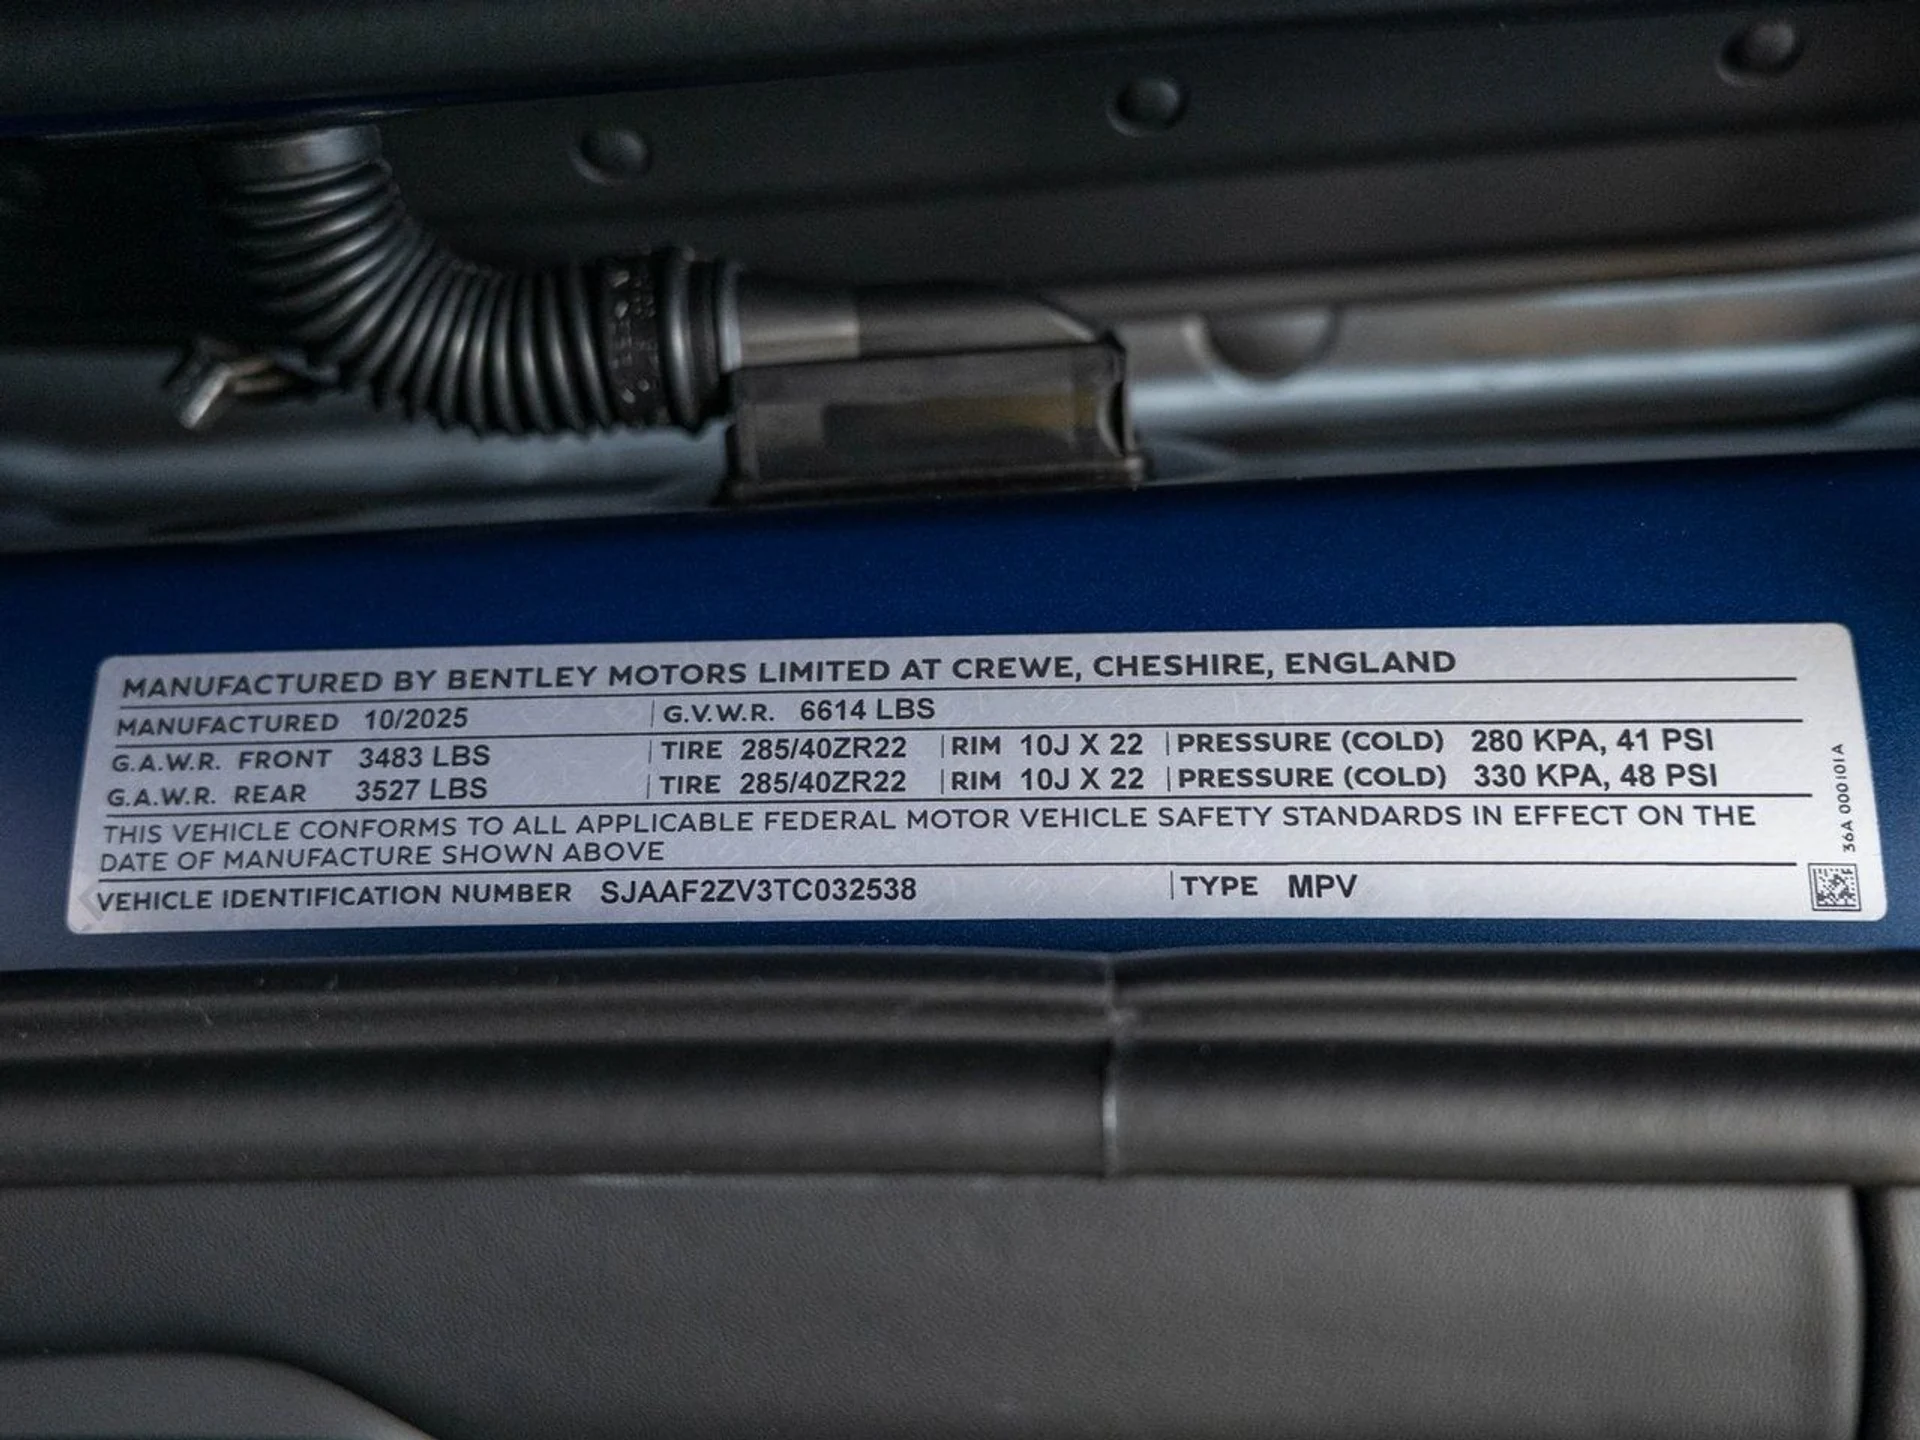 MANUFACTURED BY BENTLEY MOTORS LIMITED AT CREWE, CHESHIRE, ENGLAND
MANUFACTURED 10/2025 G.V.W.R. 6614 LBS
G.A.W.R. FRONT 3483 LBS TIRE 285/40ZR22 RIM 10J X 22 PRESSURE (COLD) 280 KPA, 41 PSI
G.A.W.R. REAR 3527 LBS TIRE 285/40ZR22 RIM 10J X 22 PRESSURE (COLD) 330 KPA, 48 PSI
THIS VEHICLE CONFORMS TO ALL APPLICABLE FEDERAL MOTOR VEHICLE SAFETY STANDARDS IN EFFECT ON THE
DATE OF MANUFACTURE SHOWN ABOVE
VEHICLE IDENTIFICATION NUMBER SJAAF2ZV3TC032538 TYPE MPV
36A 000 101 A